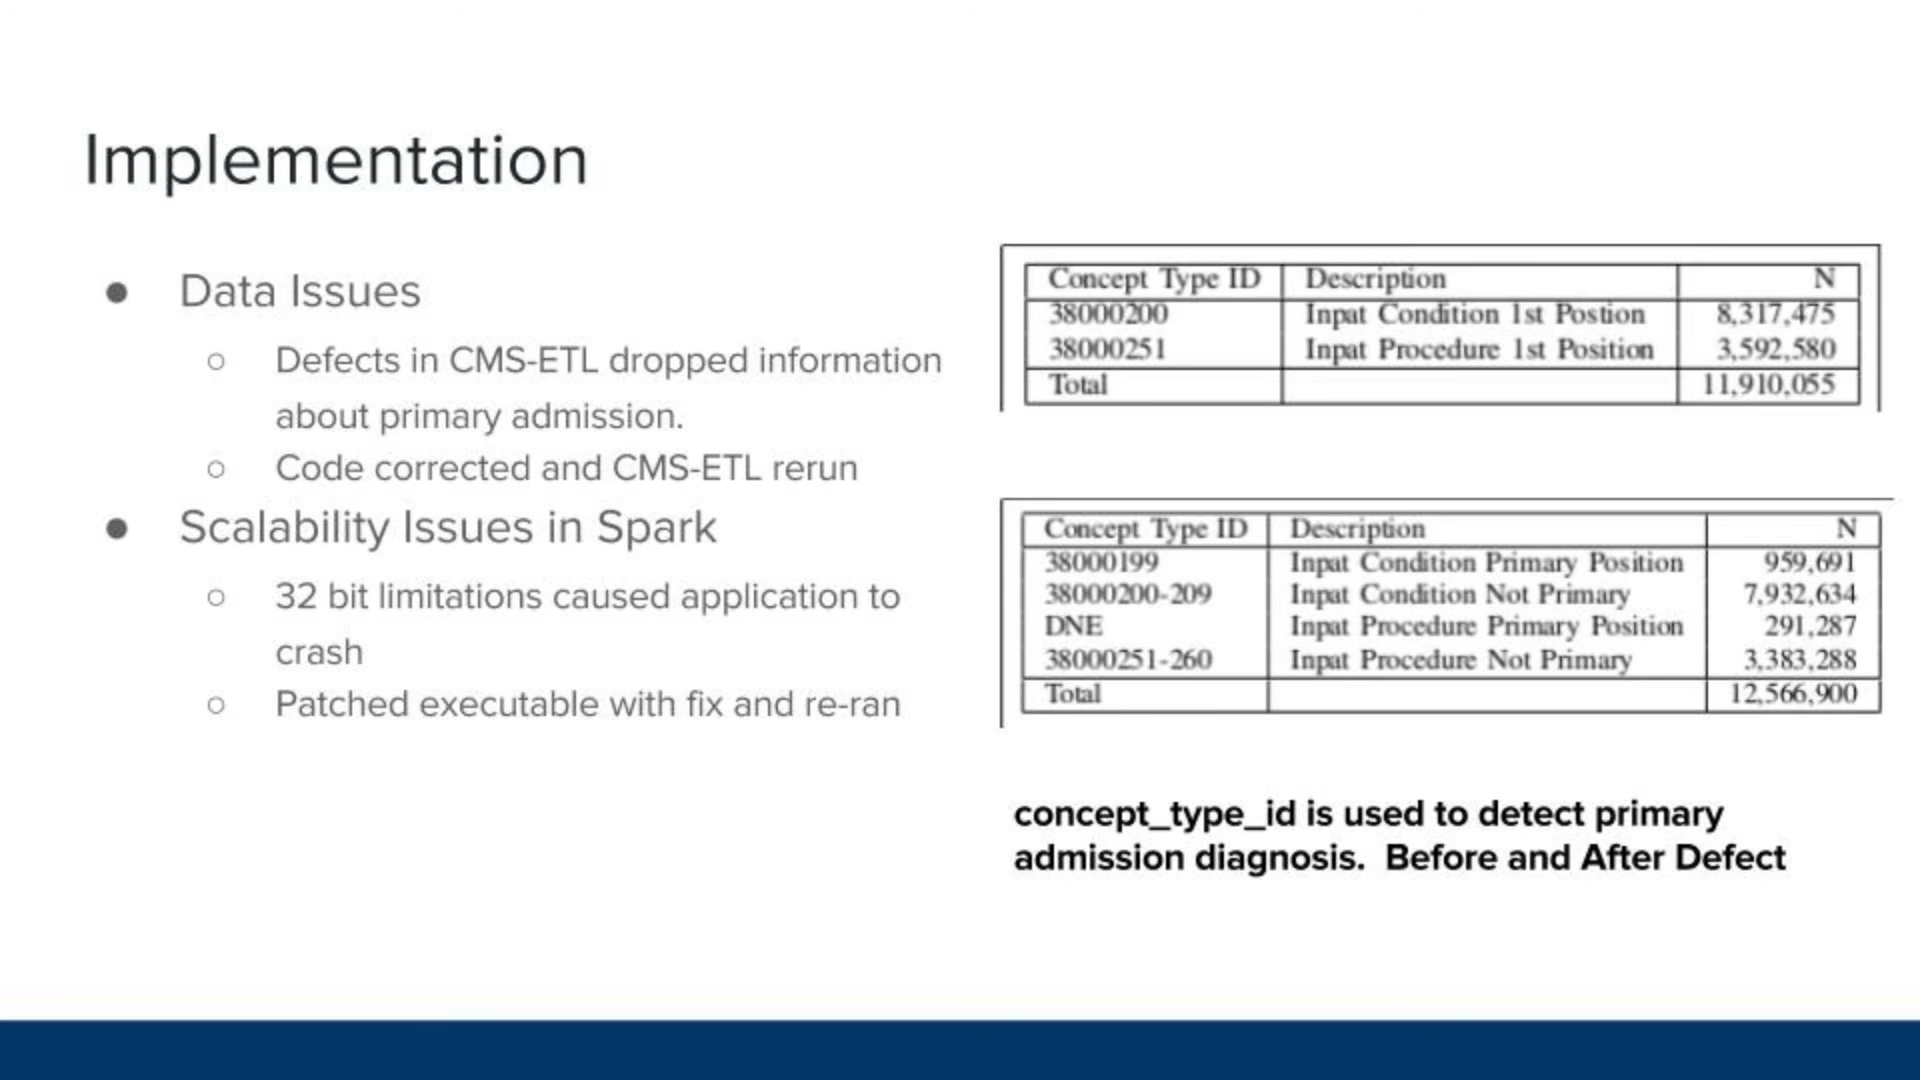 Implementation
● Data Issues
○ Defects in CMS-ETL dropped information
about primary admission.
○ Code corrected and CMS-ETL rerun
● Scalability Issues in Spark
○ 32 bit limitations caused application to
crash
○ Patched executable with fix and re-ran
Concept Type ID Description N
38000200 Inpat Condition 1st Postion 8,317,475
38000251 Inpat Procedure 1st Position 3,592,580
Total 11,910,055
Concept Type ID Description N
38000199 Inpat Condition Primary Position 959,691
38000200-209 Inpat Condition Not Primary 7,932,634
DNE Inpat Procedure Primary Position 291,287
38000251-260 Inpat Procedure Not Primary 3,383,288
Total 12,566,900
concept_type_id is used to detect primary
admission diagnosis. Before and After Defect